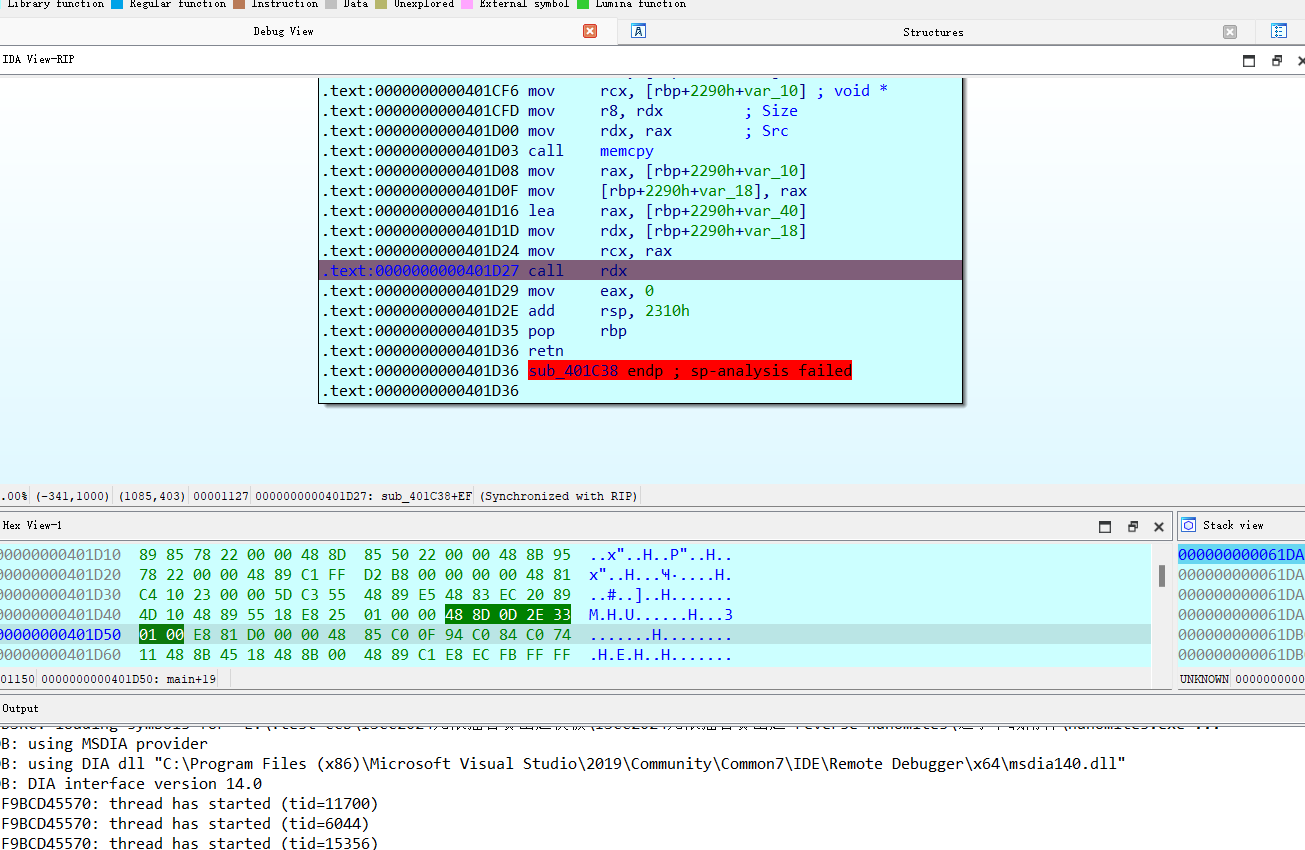 Library function Regular function Instruction Data Unexplored External symbol Lumina function
Debug View Structures
IDA View-RIP
.text:0000000000401CF6 mov rcx, [rbp+2290h+var_10] ; void *
.text:0000000000401CFD mov r8, rdx ; Size
.text:0000000000401D00 mov rdx, rax ; Src
.text:0000000000401D03 call memcpy
.text:0000000000401D08 mov rax, [rbp+2290h+var_10]
.text:0000000000401D0F mov [rbp+2290h+var_18], rax
.text:0000000000401D16 lea rax, [rbp+2290h+var_40]
.text:0000000000401D1D mov rdx, [rbp+2290h+var_18]
.text:0000000000401D24 mov rcx, rax
.text:0000000000401D27 call rdx
.text:0000000000401D29 mov eax, 0
.text:0000000000401D2E add rsp, 2310h
.text:0000000000401D35 pop rbp
.text:0000000000401D36 retn
.text:0000000000401D36 sub_401C38 endp ; sp-analysis failed
.text:0000000000401D36
.00% (-341,1000) (1085,403) 00001127 0000000000401D27: sub_401C38+EF (Synchronized with RIP)
Hex View-1 Stack view
00000000401D10 89 85 78 22 00 00 48 8D 85 50 22 00 00 48 8B 95 ..x"..H..P"..H.. 000000000061DA
00000000401D20 78 22 00 00 48 89 C1 FF D2 B8 00 00 00 00 48 81 x"..H...Ҹ.....H. 000000000061DA
00000000401D30 C4 10 23 00 00 5D C3 55 48 89 E5 48 83 EC 20 89 ..#..]..H....... 000000000061DA
00000000401D40 4D 10 48 89 55 18 E8 25 01 00 00 48 8D 0D 2E 33 M.H.U......H...3 000000000061DA
00000000401D50 01 00 E8 81 D0 00 00 48 85 C0 0F 94 C0 84 C0 74 .......H........ 000000000061DB
00000000401D60 11 48 8B 45 18 48 8B 00 48 89 C1 E8 EC FB FF FF .H.E.H..H....... 000000000061DB
01150 0000000000401D50: main+19 UNKNOWN 0000000000
Output
B: using MSDIA provider
B: using DIA dll "C:\Program Files (x86)\Microsoft Visual Studio\2019\Community\Common7\IDE\Remote Debugger\x64\msdia140.dll"
B: DIA interface version 14.0
F9BCD45570: thread has started (tid=11700)
F9BCD45570: thread has started (tid=6044)
F9BCD45570: thread has started (tid=15356)